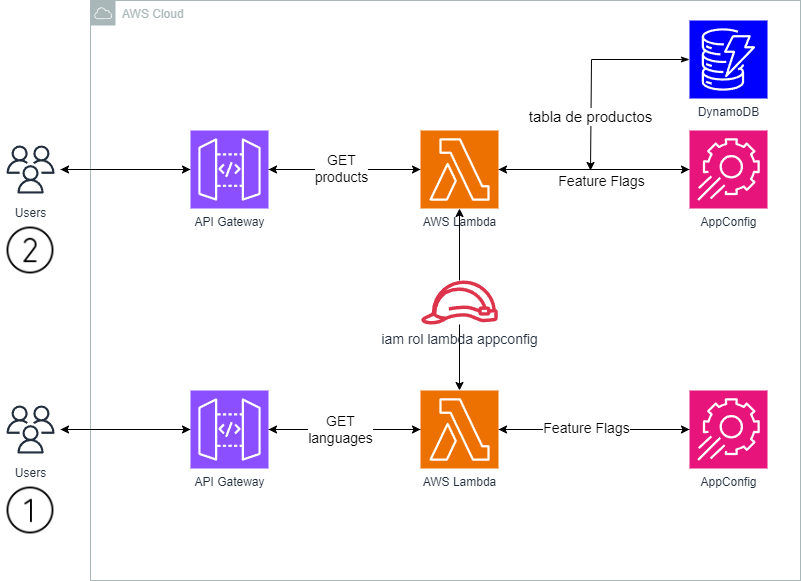 AWS Cloud
DynamoDB
tabla de productos
GET
products
Feature Flags
Users
API Gateway
AWS Lambda
AppConfig
2
iam rol lambda appconfig
GET
languages
Feature Flags
Users
API Gateway
AWS Lambda
AppConfig
1